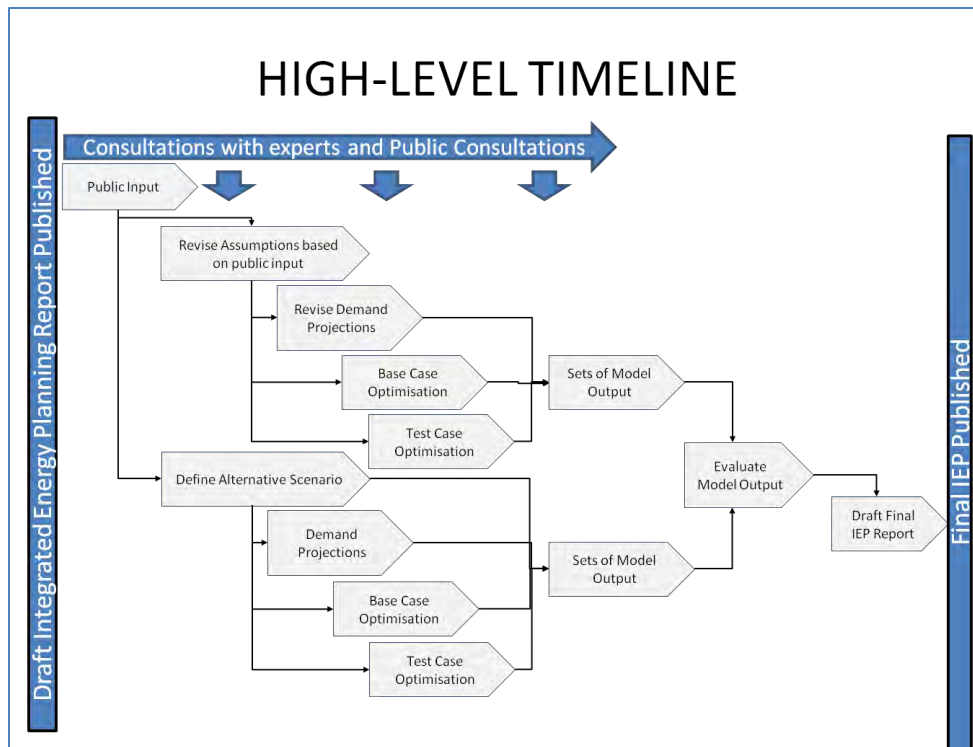 HIGH-LEVEL TIMELINE
Draft Integrated Energy Planning Report Published
Consultations with experts and Public Consultations
Public Input
Revise Assumptions based
on public input
Revise Demand
Projections
Base Case
Optimisation
Test Case
Optimisation
Sets of Model
Output
Define Alternative Scenario
Demand
Projections
Base Case
Optimisation
Test Case
Optimisation
Sets of Model
Output
Evaluate
Model Output
Draft Final
IEP Report
Final IEP Published